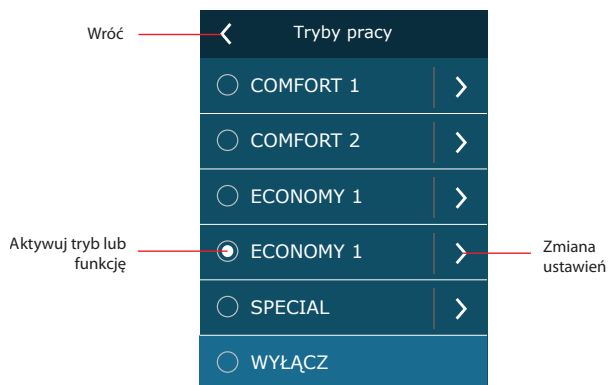 Wróć
Tryby pracy
COMFORT 1
COMFORT 2
ECONOMY 1
Aktywuj tryb lub
funkcję
ECONOMY 1
Zmiana
ustawień
SPECIAL
WYŁĄCZ